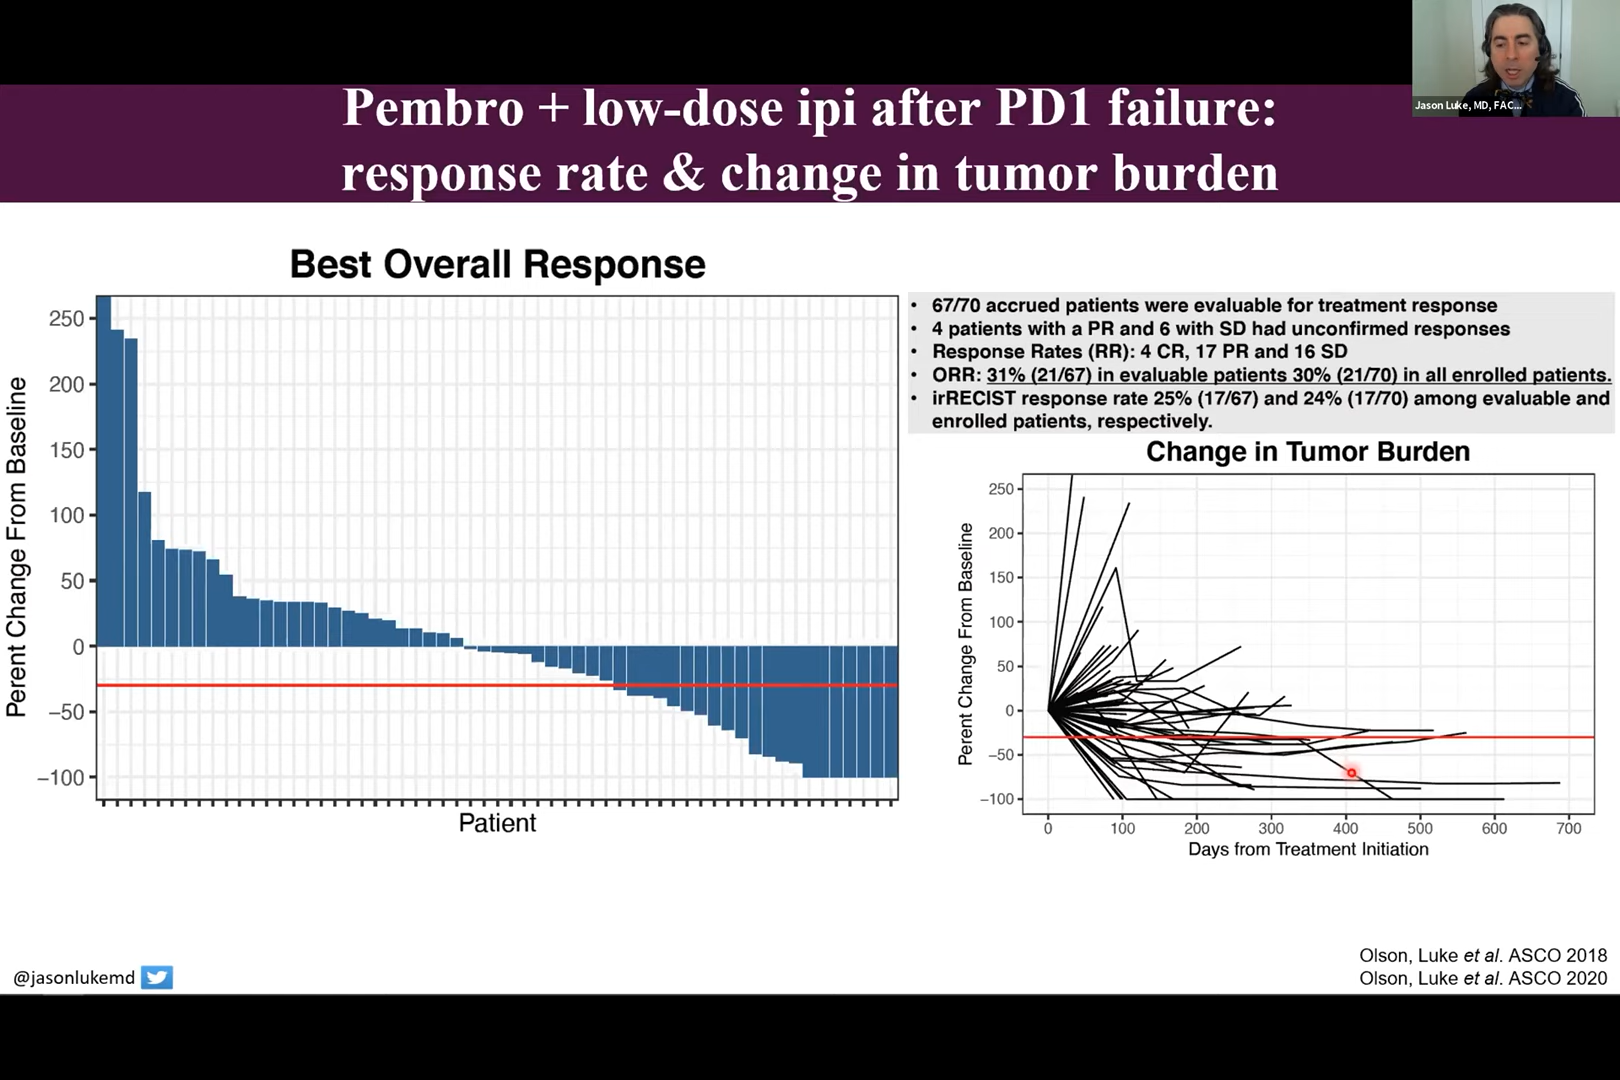 Jason Luke, MD, FAC...
Pembro + low-dose ipi after PD1 failure:
response rate & change in tumor burden
Best Overall Response
Perent Change From Baseline
250
200
150
100
50
0
−50
−100
Patient
• 67/70 accrued patients were evaluable for treatment response
• 4 patients with a PR and 6 with SD had unconfirmed responses
• Response Rates (RR): 4 CR, 17 PR and 16 SD
• ORR: 31% (21/67) in evaluable patients 30% (21/70) in all enrolled patients.
• irRECIST response rate 25% (17/67) and 24% (17/70) among evaluable and
enrolled patients, respectively.
Change in Tumor Burden
Perent Change From Baseline
250
200
150
100
50
0
−50
−100
0 100 200 300 400 500 600 700
Days from Treatment Initiation
Olson, Luke et al. ASCO 2018
Olson, Luke et al. ASCO 2020
@jasonlukemd